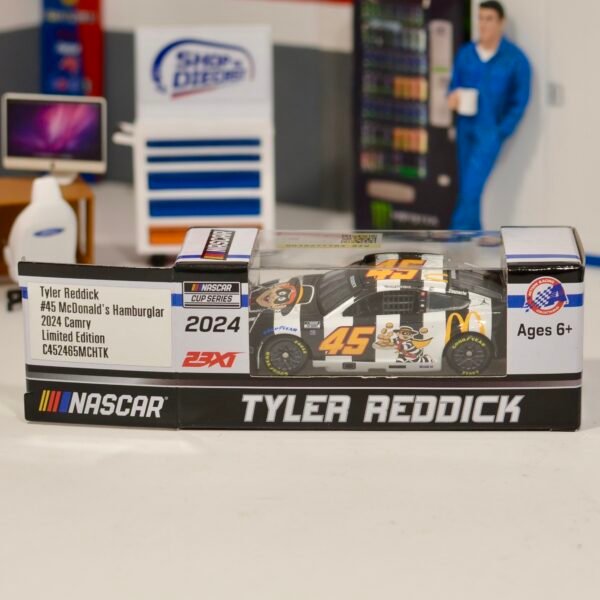 SHOP
DIECAST
Tyler Reddick
#45 McDonald's Hamburglar
2024 Camry
Limited Edition
C452465MCHTK
NASCAR
NASCAR
CUP SERIES
2024
23XI
45
45
GOODYEAR
Ages 6+
NASCAR
TYLER REDDICK